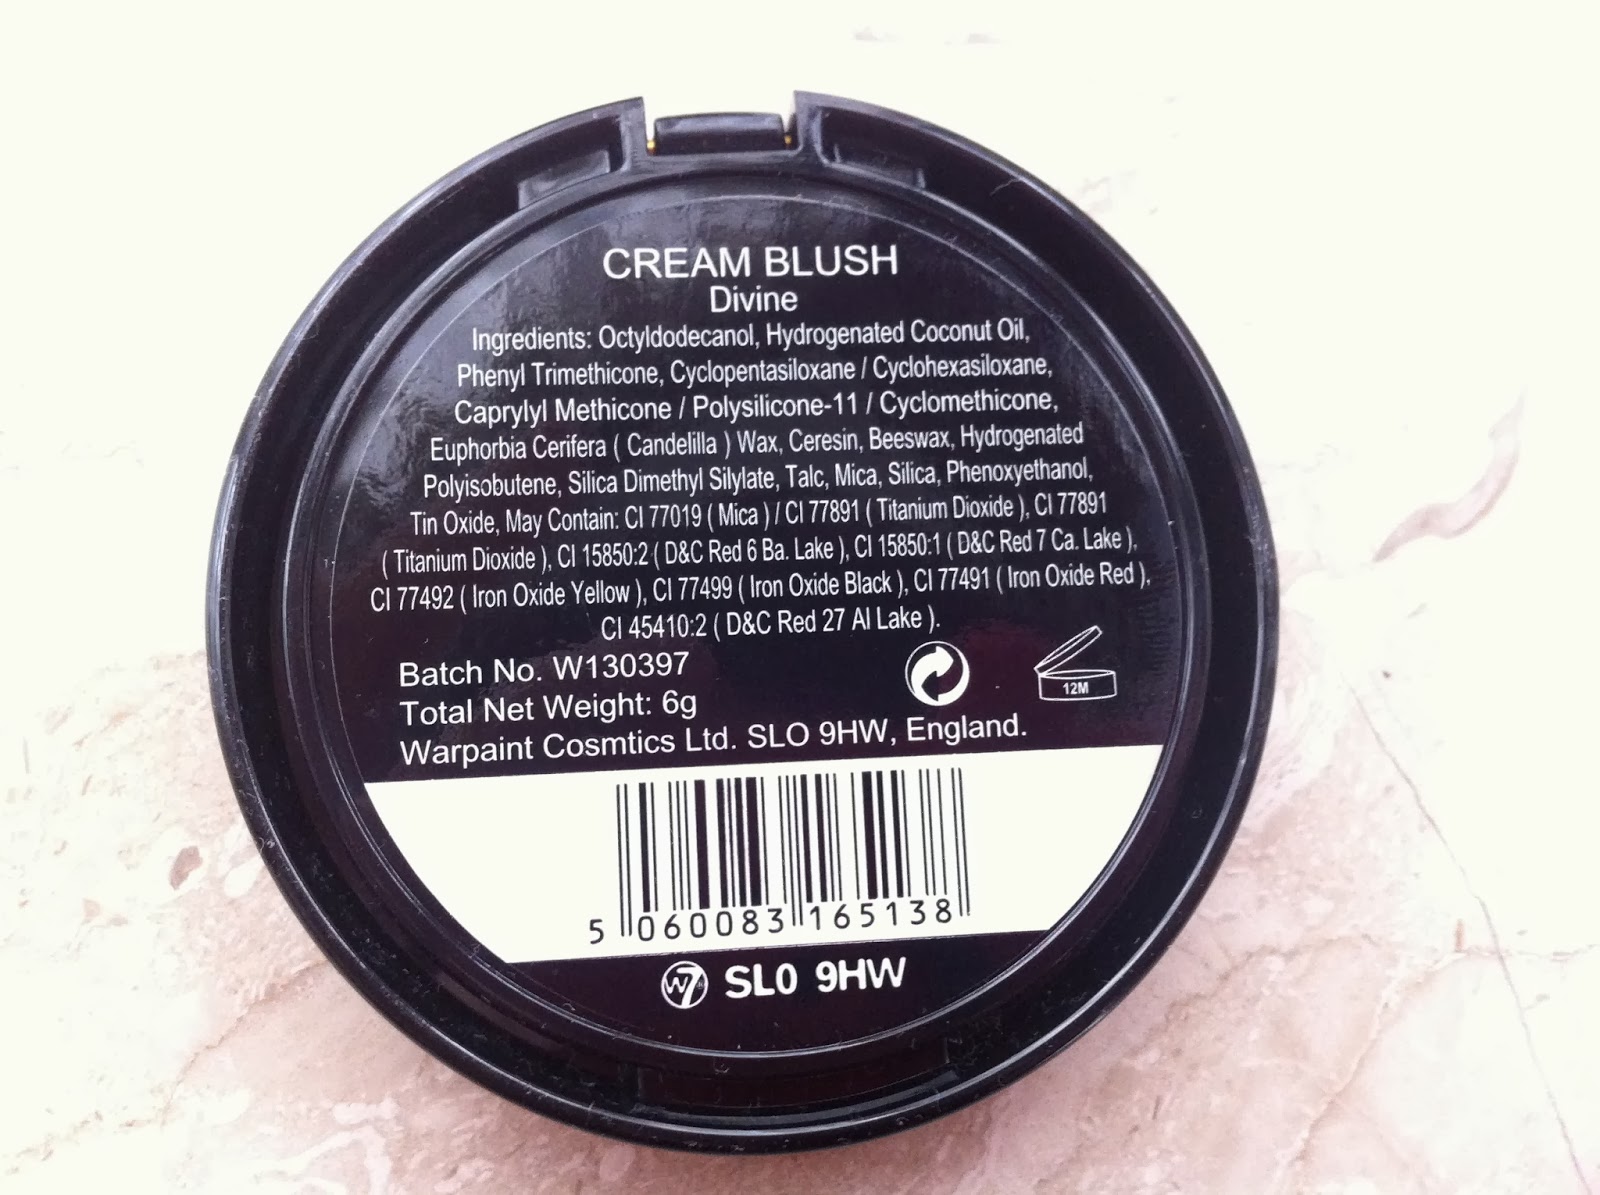 CREAM BLUSH
Divine
Ingredients: Octyldodecanol, Hydrogenated Coconut Oil,
Phenyl Trimethicone, Cyclopentasiloxane / Cyclohexasiloxane,
Caprylyl Methicone / Polysilicone-11 / Cyclomethicone,
Euphorbia Cerifera ( Candelilla ) Wax, Ceresin, Beeswax, Hydrogenated
Polyisobutene, Silica Dimethyl Silylate, Talc, Mica, Silica, Phenoxyethanol,
Tin Oxide, May Contain: CI 77019 ( Mica ) / CI 77891 ( Titanium Dioxide ), CI 77891
( Titanium Dioxide ), CI 15850:2 ( D&C Red 6 Ba. Lake ), CI 15850:1 ( D&C Red 7 Ca. Lake ),
CI 77492 ( Iron Oxide Yellow ), CI 77499 ( Iron Oxide Black ), CI 77491 ( Iron Oxide Red ),
CI 45410:2 ( D&C Red 27 Al Lake ).
Batch No. W130397
Total Net Weight: 6g
12M
Warpaint Cosmtics Ltd. SLO 9HW, England.
5 060083 165138
W7 SL0 9HW